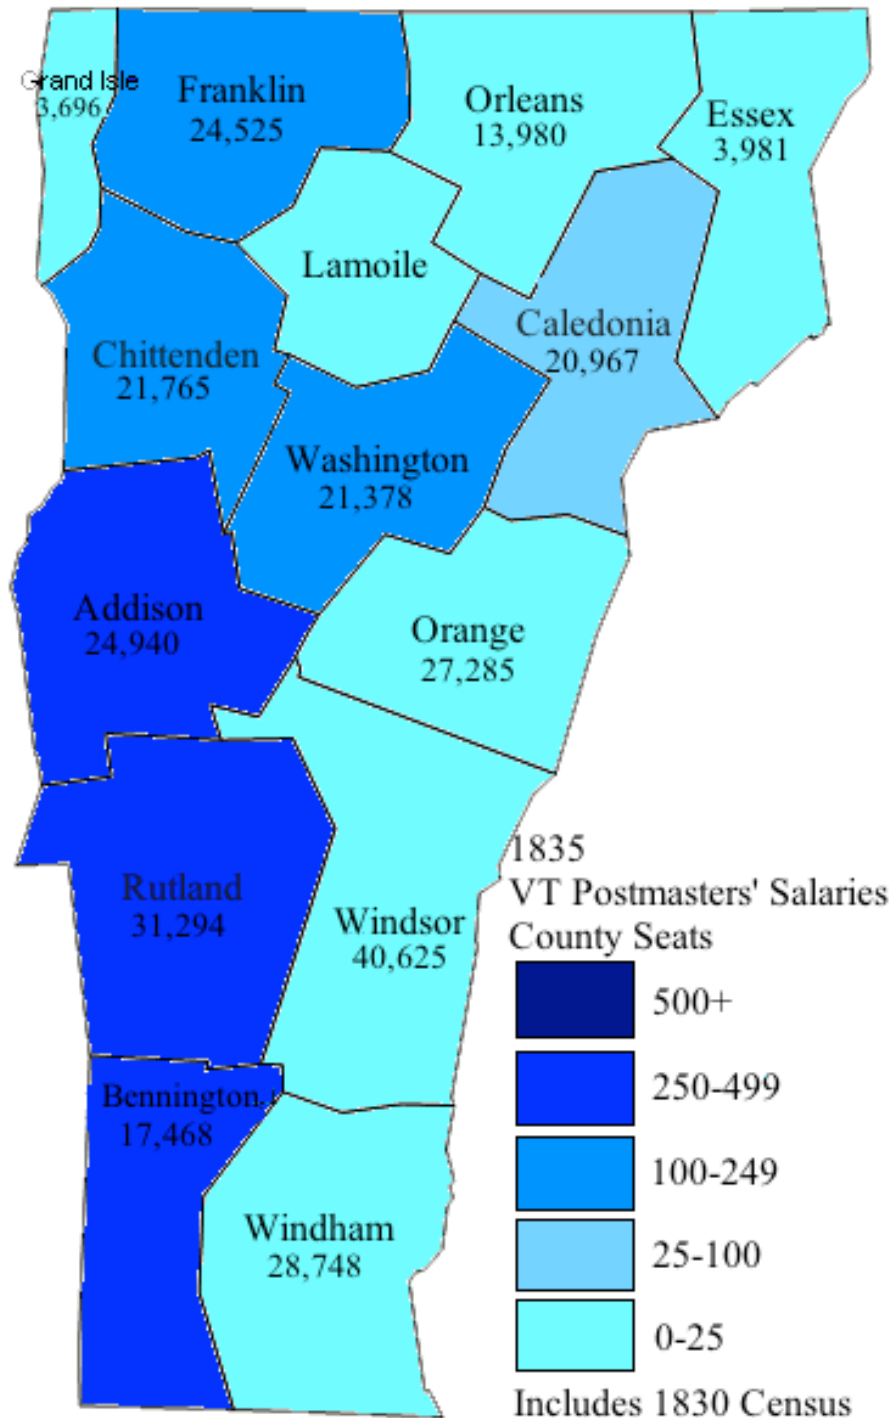 Grand Isle
3,696
Franklin
24,525
Orleans
13,980
Essex
3,981
Lamoile
Caledonia
20,967
Chittenden
21,765
Washington
21,378
Addison
24,940
Orange
27,285
Rutland
31,294
Windsor
40,625
Bennington
17,468
Windham
28,748
1835
VT Postmasters' Salaries
County Seats
500+
250-499
100-249
25-100
0-25
Includes 1830 Census